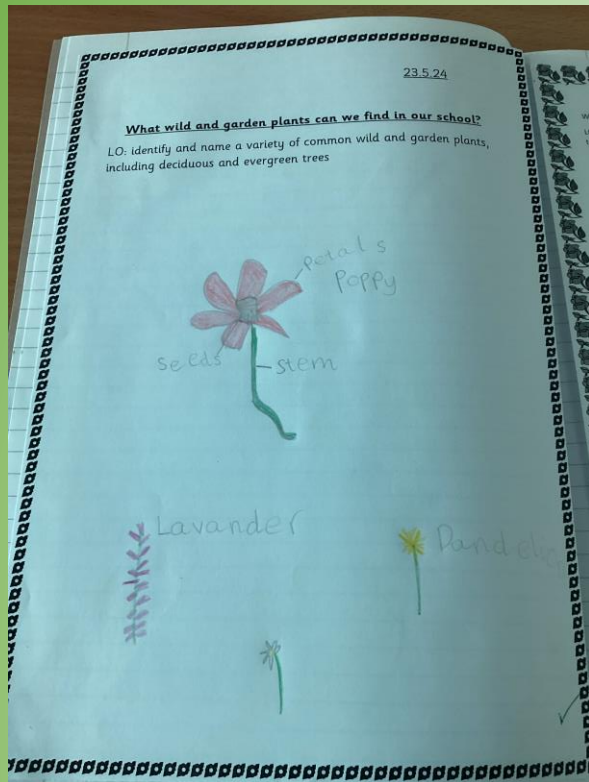 23.5.24
What wild and garden plants can we find in our school?
LO: identify and name a variety of common wild and garden plants,
including deciduous and evergreen trees
petals
Poppy
seeds
stem
Lavander